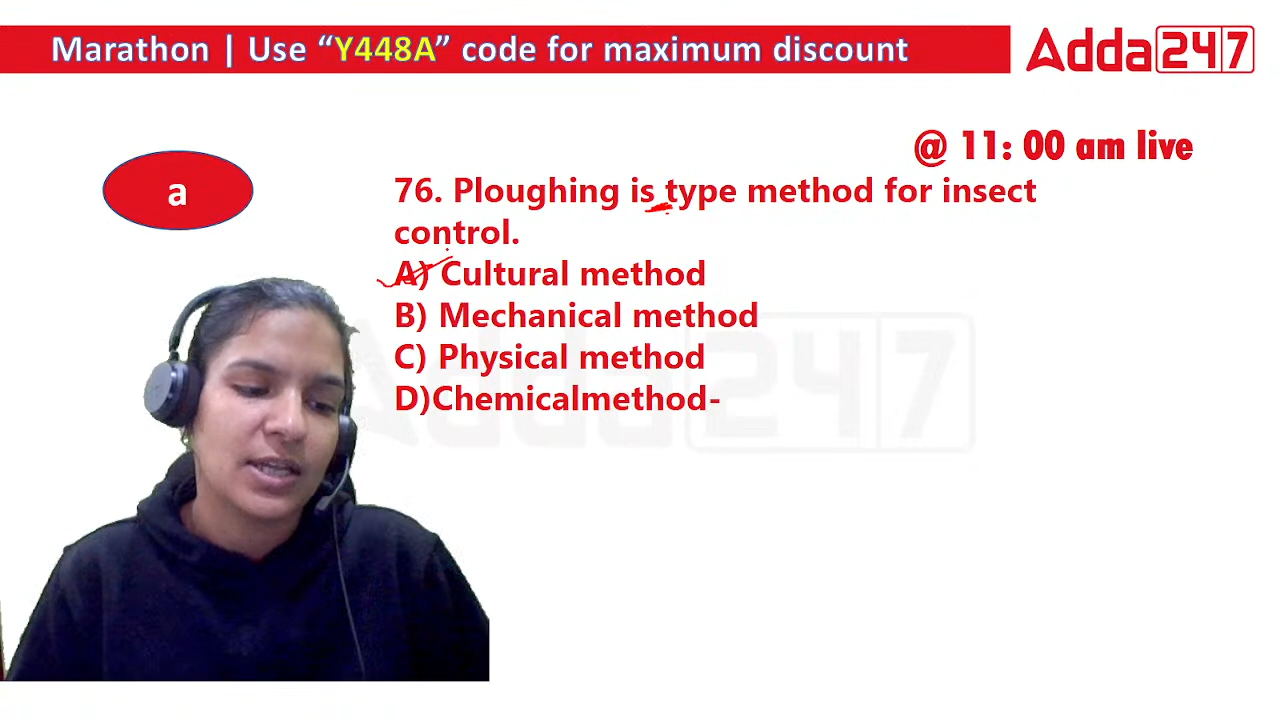 Marathon | Use “Y448A” code for maximum discount
Adda247
@ 11: 00 am live
a
76. Ploughing is type method for insect
control.
A) Cultural method
B) Mechanical method
C) Physical method
D)Chemicalmethod-
Adda247